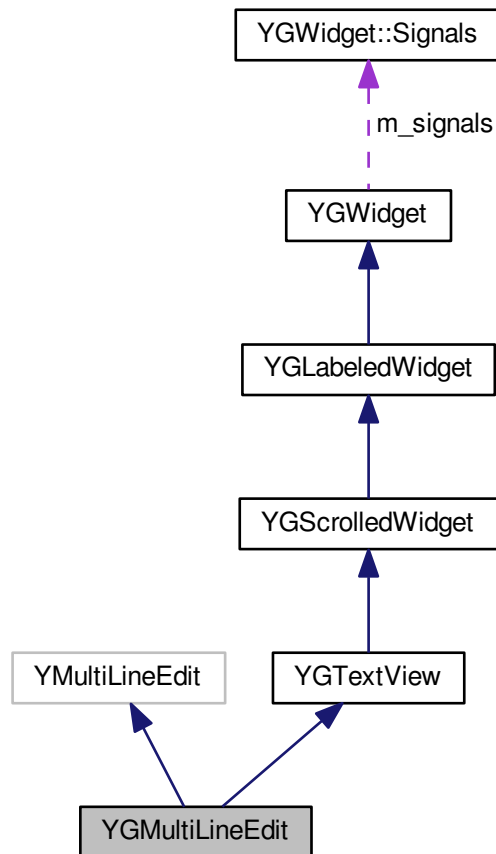 YGWidget::Signals
m_signals
YGWidget
YGLabeledWidget
YGScrolledWidget
YMultiLineEdit
YGTextView
YGMultiLineEdit